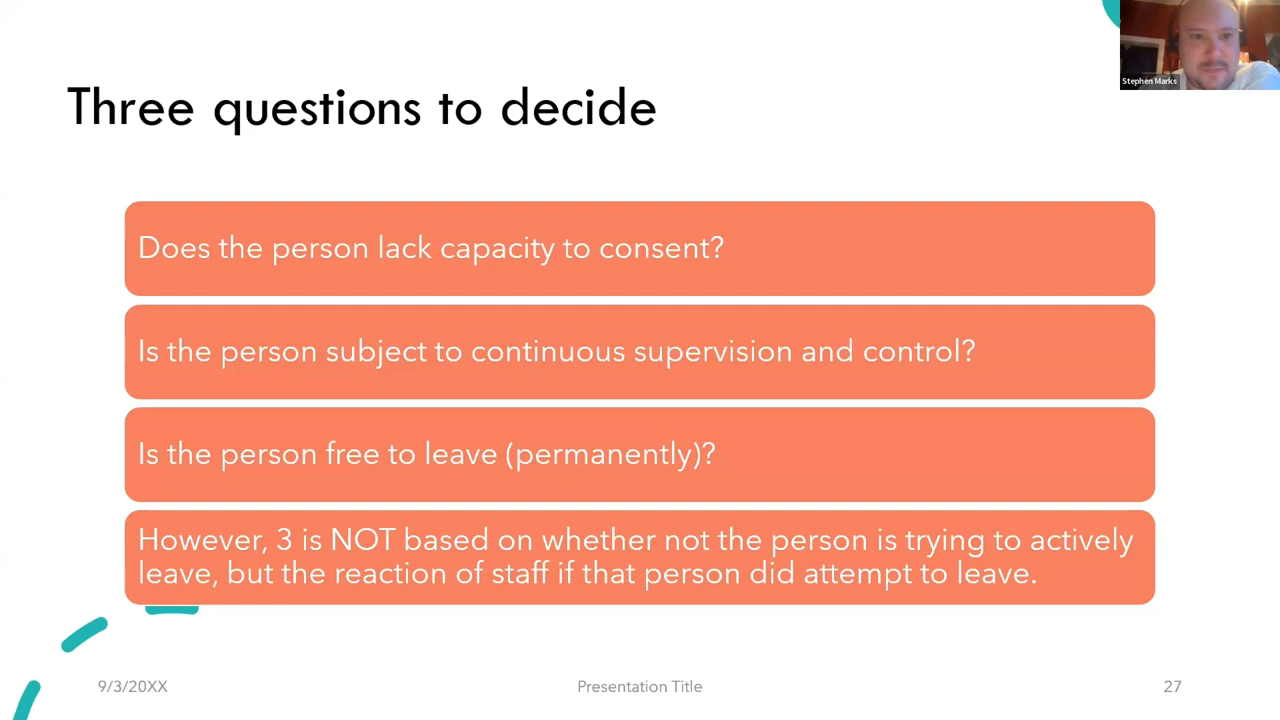 Stephen Marks
Three questions to decide
Does the person lack capacity to consent?
Is the person subject to continuous supervision and control?
Is the person free to leave (permanently)?
However, 3 is NOT based on whether not the person is trying to actively
leave, but the reaction of staff if that person did attempt to leave.
9/3/20XX
Presentation Title
27